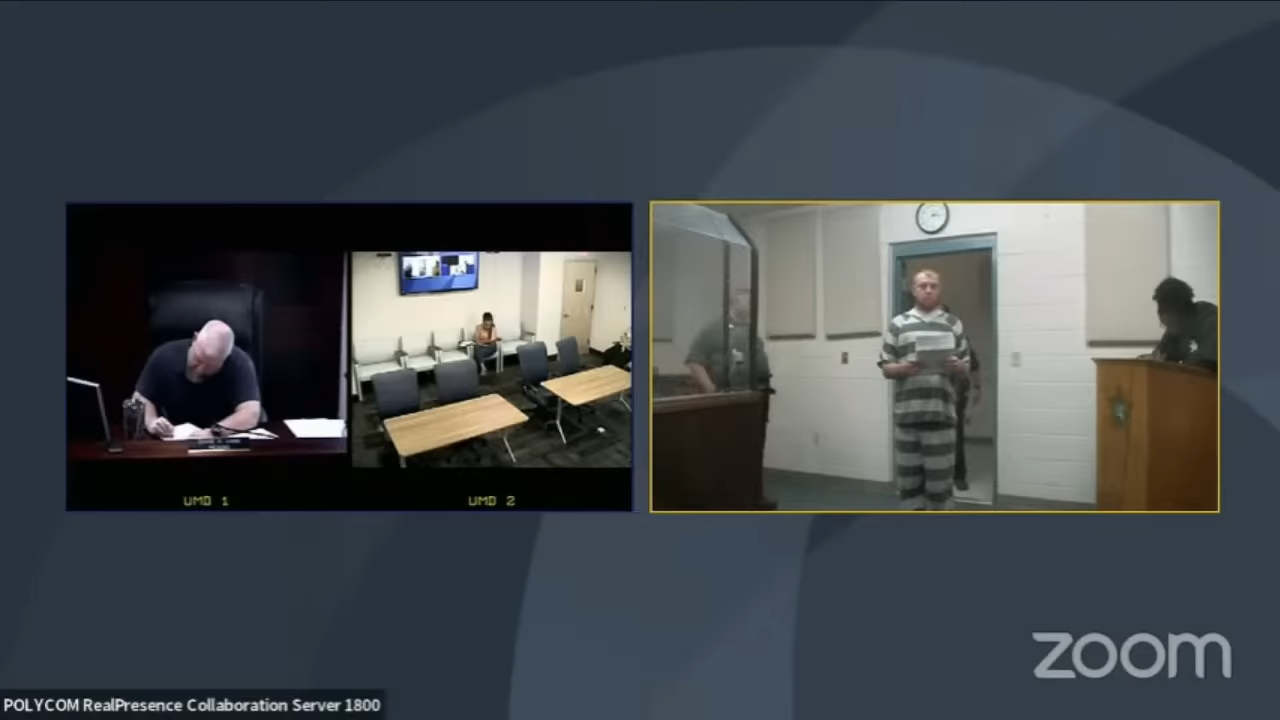 UMD 1
UMD 2
zoom
POLYCOM RealPresence Collaboration Server 1800